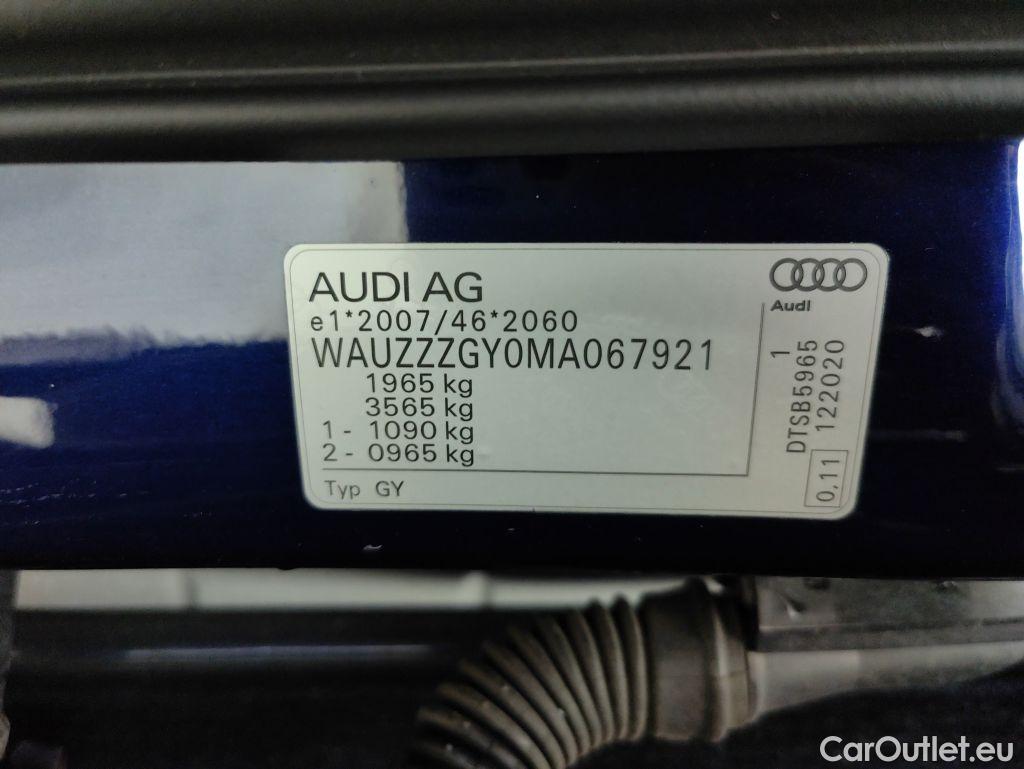 AUDI AG
e1*2007/46*2060
WAUZZZGY0MA067921
1965 kg
3565 kg
1 - 1090 kg
2 - 0965 kg
Typ GY
Audi
DTSB5965 1
122020
0,11
CarOutlet.eu